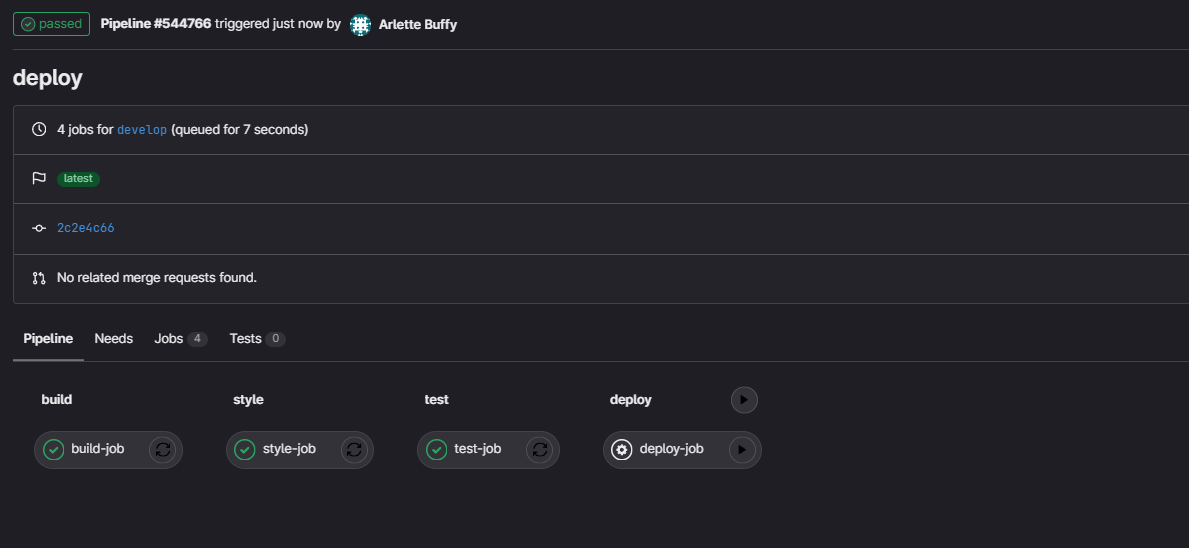 passed Pipeline #544766 triggered just now by Arlette Buffy
deploy
4 jobs for develop (queued for 7 seconds)
latest
2c2e4c66
No related merge requests found.
Pipeline Needs Jobs 4 Tests 0
build style test deploy
build-job style-job test-job deploy-job